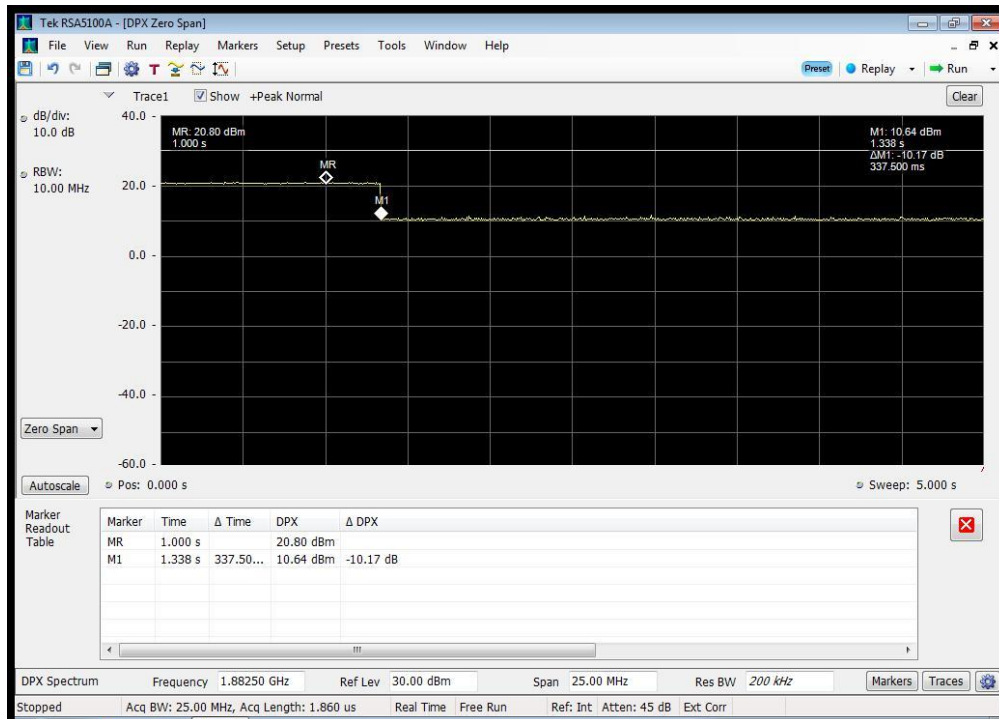 Tek RSA5100A - [DPX Zero Span]
File View Run Replay Markers Setup Presets Tools Window Help
T Preset Replay Run
Trace1 Show +Peak Normal Clear
dB/div:
10.0 dB
RBW:
10.00 MHz
40.0
20.0
0.0
-20.0
-40.0
-60.0
MR: 20.80 dBm
1.000 s
MR
M1
M1: 10.64 dBm
1.338 s
ΔM1: -10.17 dB
337.500 ms
Zero Span
Autoscale Pos: 0.000 s Sweep: 5.000 s
Marker
Readout
Table
Marker Time Δ Time DPX Δ DPX
MR 1.000 s 20.80 dBm
M1 1.338 s 337.50... 10.64 dBm -10.17 dB
DPX Spectrum Frequency 1.88250 GHz Ref Lev 30.00 dBm Span 25.00 MHz Res BW 200 kHz Markers Traces
Stopped Acq BW: 25.00 MHz, Acq Length: 1.860 us Real Time Free Run Ref: Int Atten: 45 dB Ext Corr